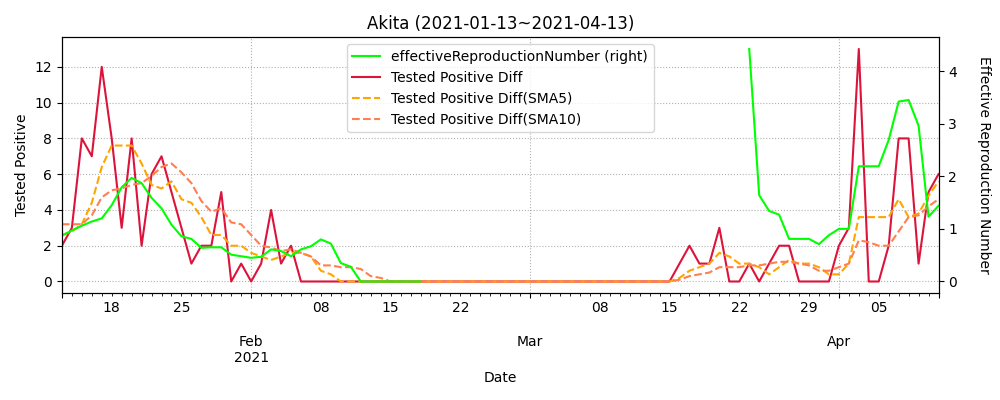 Akita (2021-01-13~2021-04-13)
effectiveReproductionNumber (right)
Tested Positive Diff
Tested Positive Diff(SMA5)
Tested Positive Diff(SMA10)
Tested Positive
12
10
8
6
4
2
0
Effective Reproduction Number
4
3
2
1
0
18 25 08 15 22 08 15 22 29 05
Feb Mar Apr
2021
Date